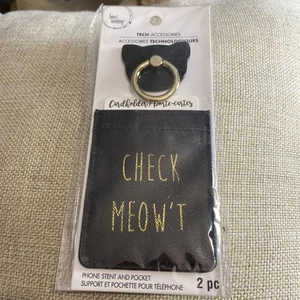 TECH ACCESSORIES
ACCESSOIRES TECHNOLOGIQUES
Cardholder / porte-cartes
CHECK
MEOW'T
PHONE STENT AND POCKET
SUPPORT ET POCHETTE POUR TÉLÉPHONE
2 pc